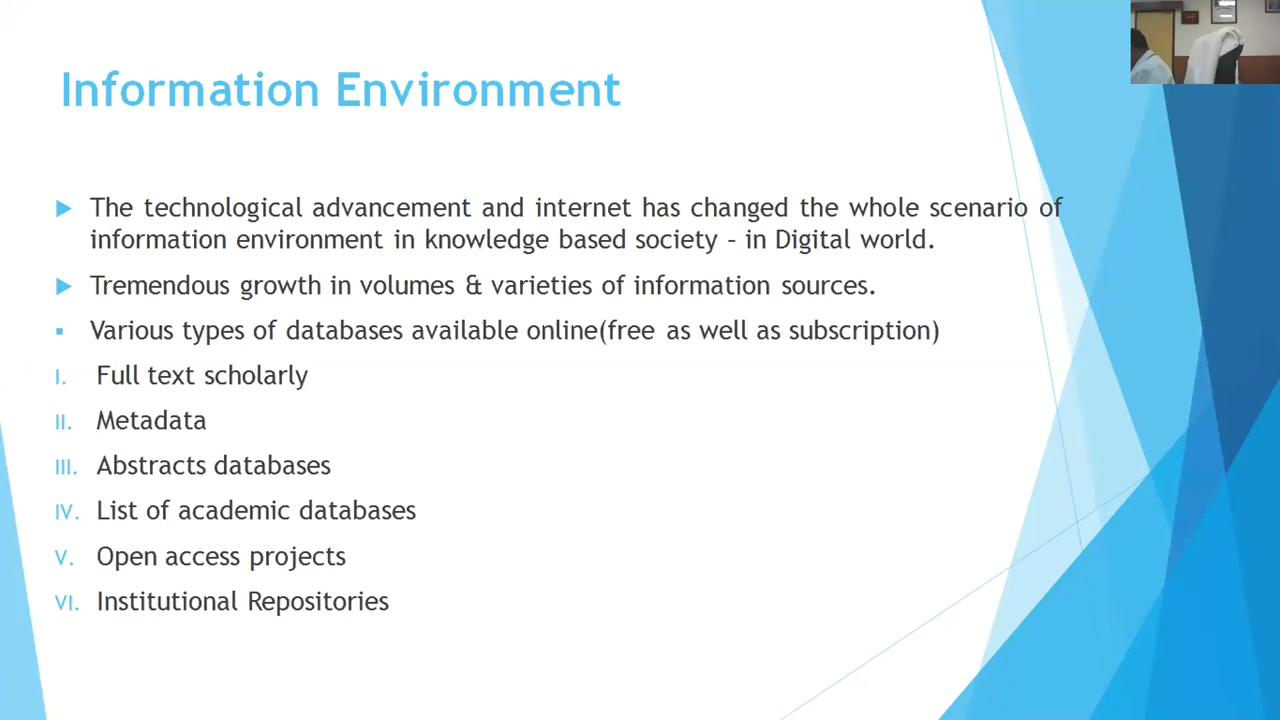 Information Environment
The technological advancement and internet has changed the whole scenario of
information environment in knowledge based society – in Digital world.
Tremendous growth in volumes & varieties of information sources.
Various types of databases available online(free as well as subscription)
I. Full text scholarly
II. Metadata
III. Abstracts databases
IV. List of academic databases
V. Open access projects
VI. Institutional Repositories